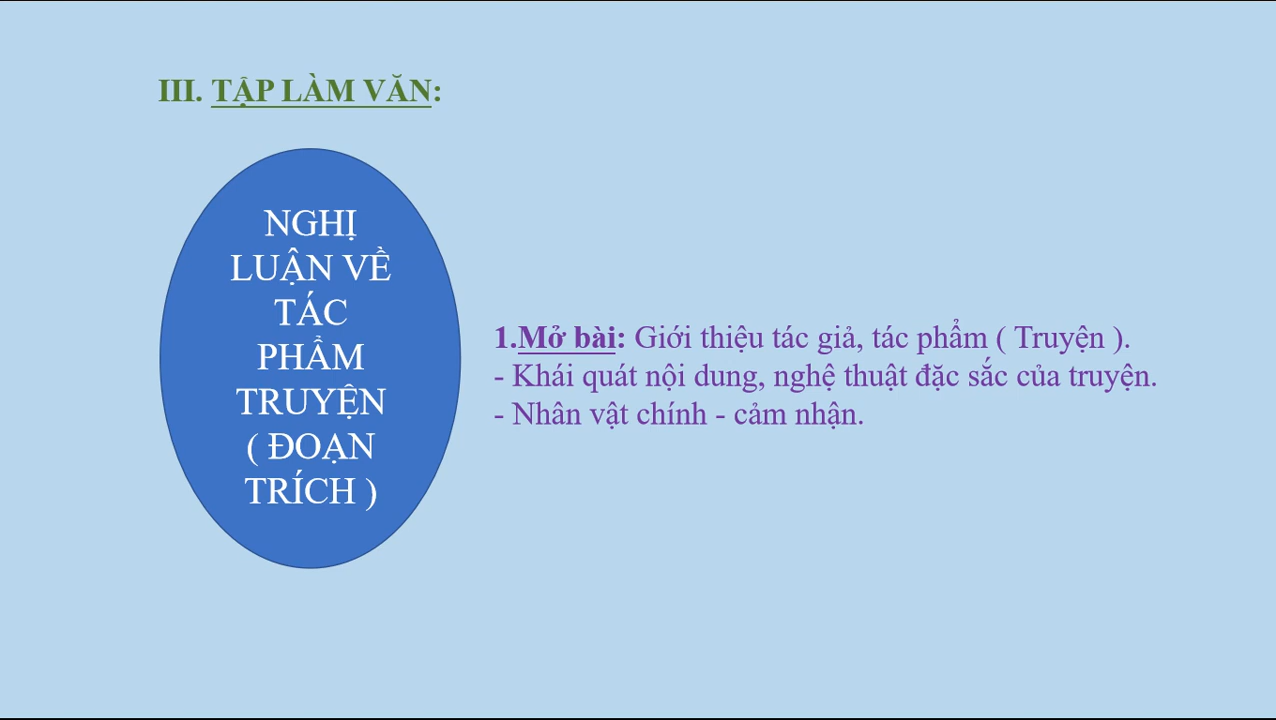 III. TẬP LÀM VĂN:
NGHỊ
LUẬN VỀ
TÁC
PHẨM
TRUYỆN
( ĐOẠN
TRÍCH )
1.Mở bài: Giới thiệu tác giả, tác phẩm ( Truyện ).
- Khái quát nội dung, nghệ thuật đặc sắc của truyện.
- Nhân vật chính - cảm nhận.